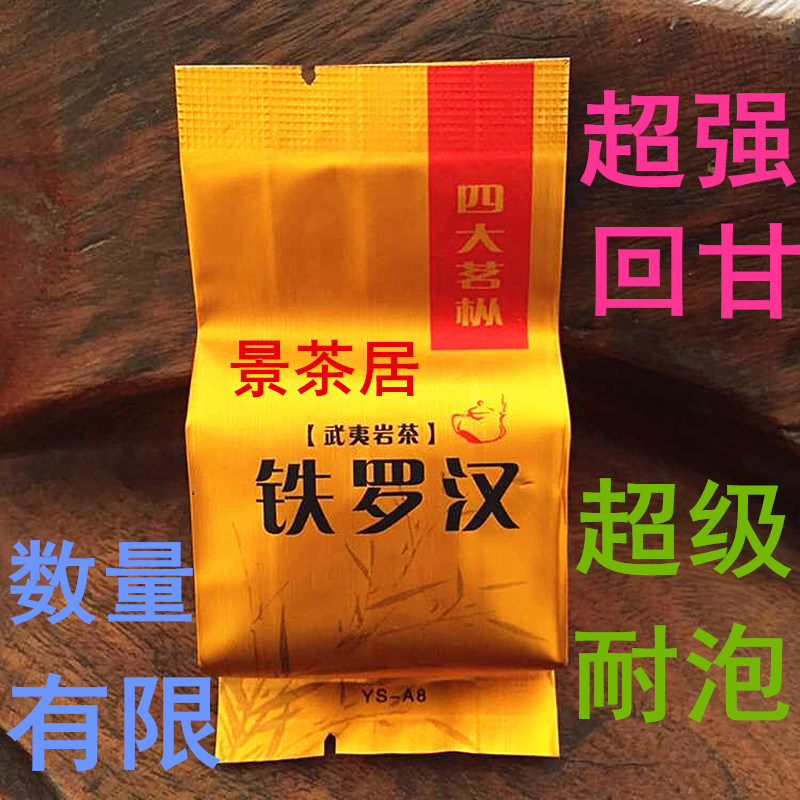 四大茗枞
超强
回甘
景茶居
【武夷岩茶】
铁罗汉
超级
耐泡
数量
有限
YS-A8